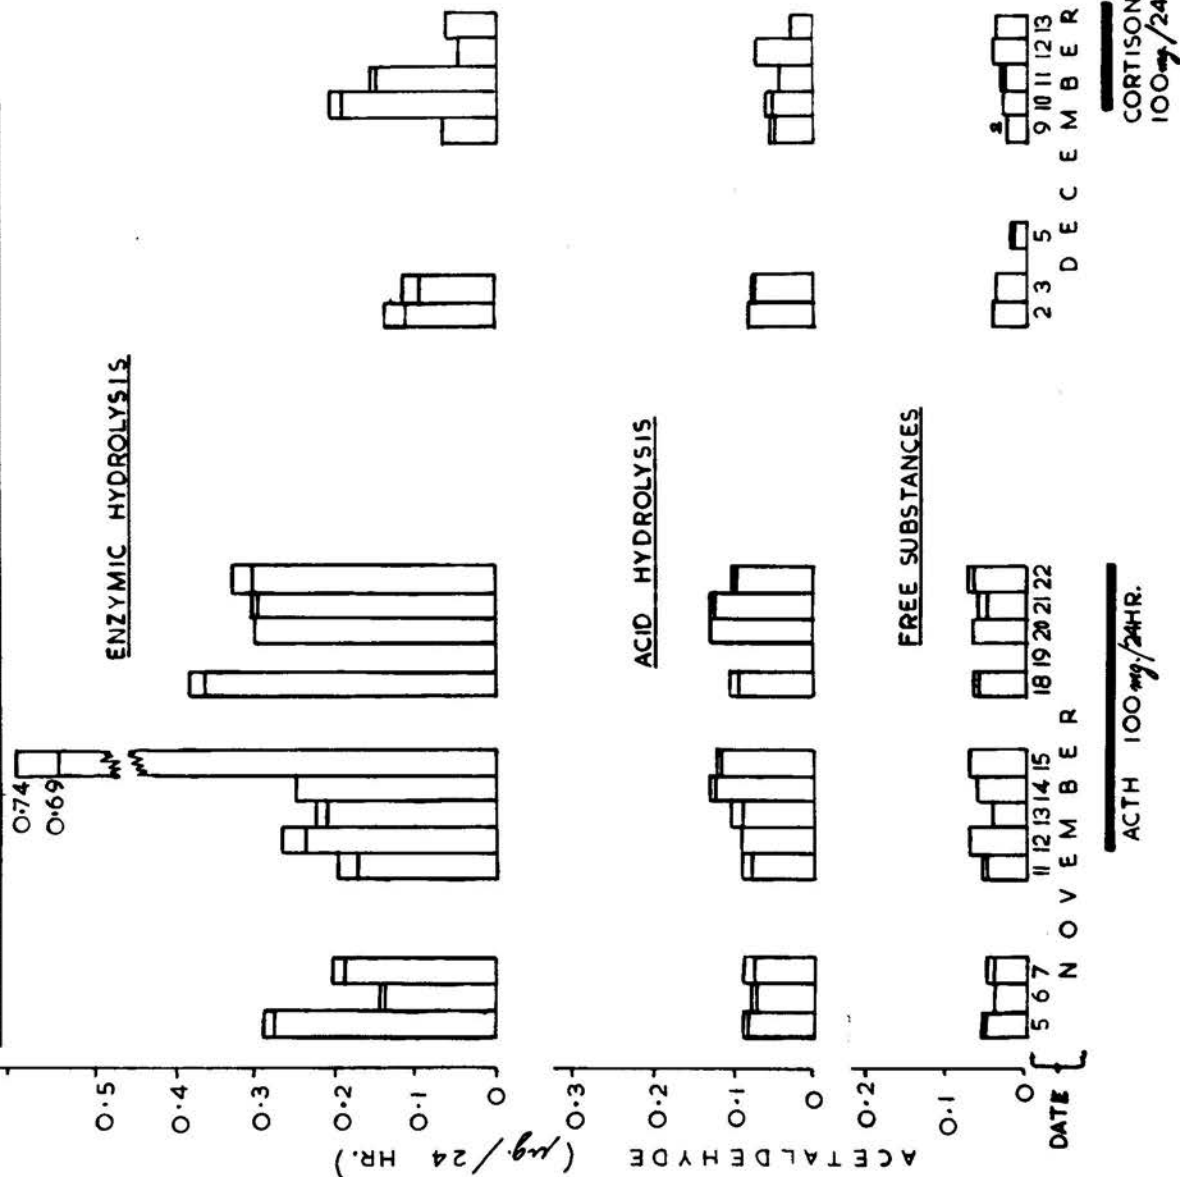 0.74
0.69
ENZYMIC HYDROLYSIS
0.5
0.4
0.3
0.2
0.1
0
ACID HYDROLYSIS
0.3
0.2
0.1
0
FREE SUBSTANCES
0.2
0.1
0
ACETALDEHYDE
(µg./24 HR.)
DATE
5 6 7 11 12 13 14 15 18 19 20 21 22 2 3 5 9 10 11 12 13
NOVEMBER DECEMBER
ACTH 100 mg./24HR.
CORTISON
100 mg./24